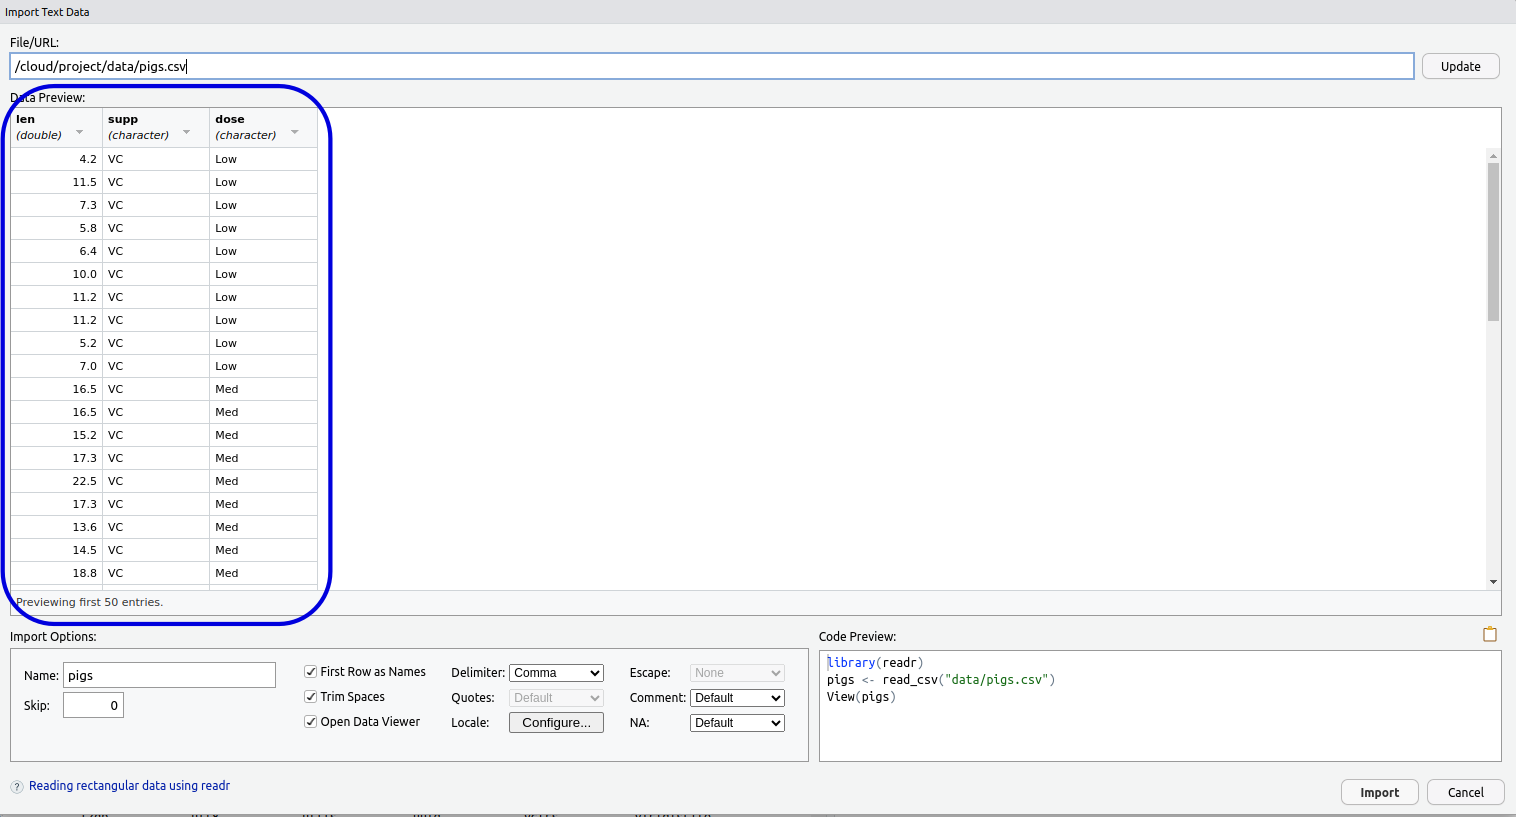 Import Text Data
File/URL:
/cloud/project/data/pigs.csv
Update
Data Preview:
len supp dose
(double) (character) (character)
4.2 VC Low
11.5 VC Low
7.3 VC Low
5.8 VC Low
6.4 VC Low
10.0 VC Low
11.2 VC Low
11.2 VC Low
5.2 VC Low
7.0 VC Low
16.5 VC Med
16.5 VC Med
15.2 VC Med
17.3 VC Med
22.5 VC Med
17.3 VC Med
13.6 VC Med
14.5 VC Med
18.8 VC Med
Previewing first 50 entries.
Import Options:
Name: pigs
Skip: 0
First Row as Names
Trim Spaces
Open Data Viewer
Delimiter: Comma
Quotes: Default
Locale: Configure...
Escape: None
Comment: Default
NA: Default
Code Preview:
library(readr)
pigs <- read_csv("data/pigs.csv")
View(pigs)
? Reading rectangular data using readr
Import
Cancel